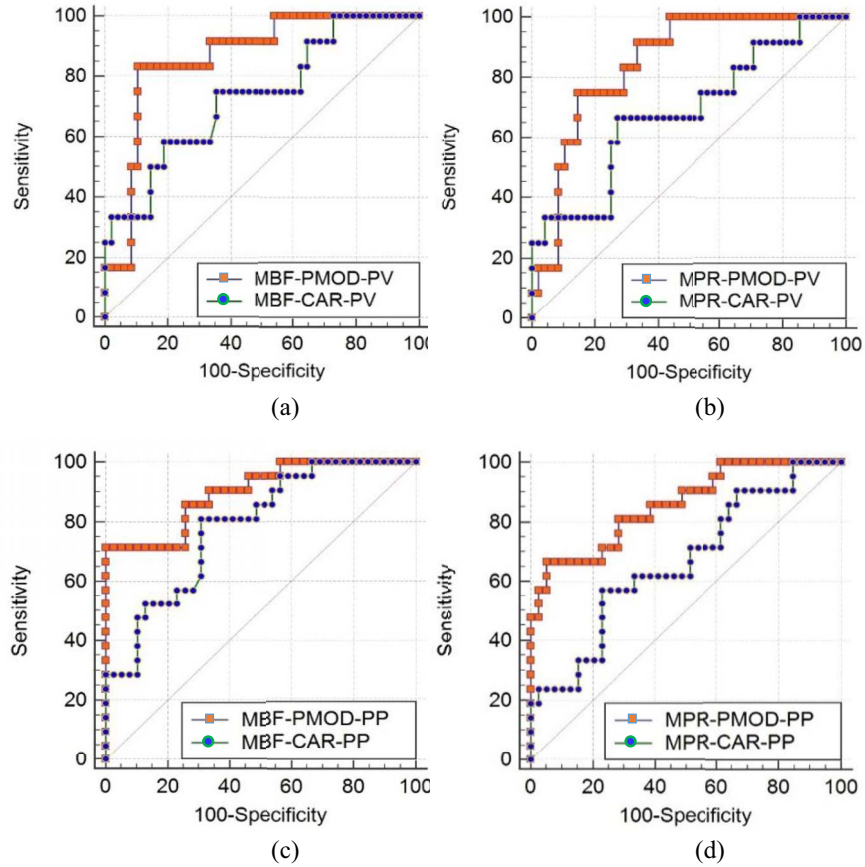 100
80
60
40
20
0
Sensitivity
MBF-PMOD-PV
MBF-CAR-PV
0 20 40 60 80 100
100-Specificity
(a)
100
80
60
40
20
0
Sensitivity
MPR-PMOD-PV
MPR-CAR-PV
0 20 40 60 80 100
100-Specificity
(b)
100
80
60
40
20
0
Sensitivity
MBF-PMOD-PP
MBF-CAR-PP
0 20 40 60 80 100
100-Specificity
(c)
100
80
60
40
20
0
Sensitivity
MPR-PMOD-PP
MPR-CAR-PP
0 20 40 60 80 100
100-Specificity
(d)